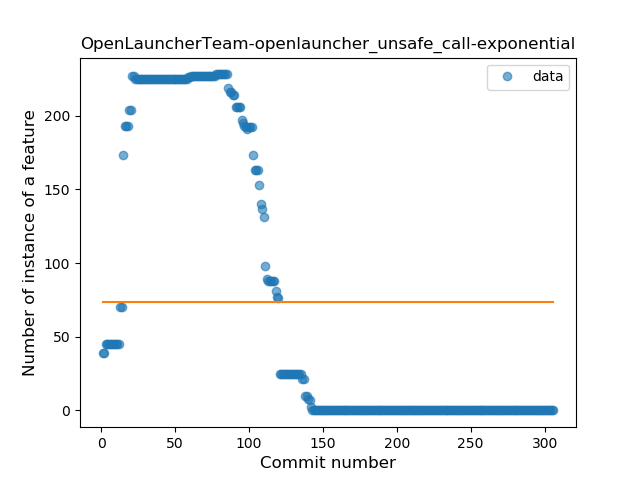 OpenLauncherTeam-openlauncher_unsafe_call-exponential
data
Number of instance of a feature
200
150
100
50
0
0 50 100 150 200 250 300
Commit number